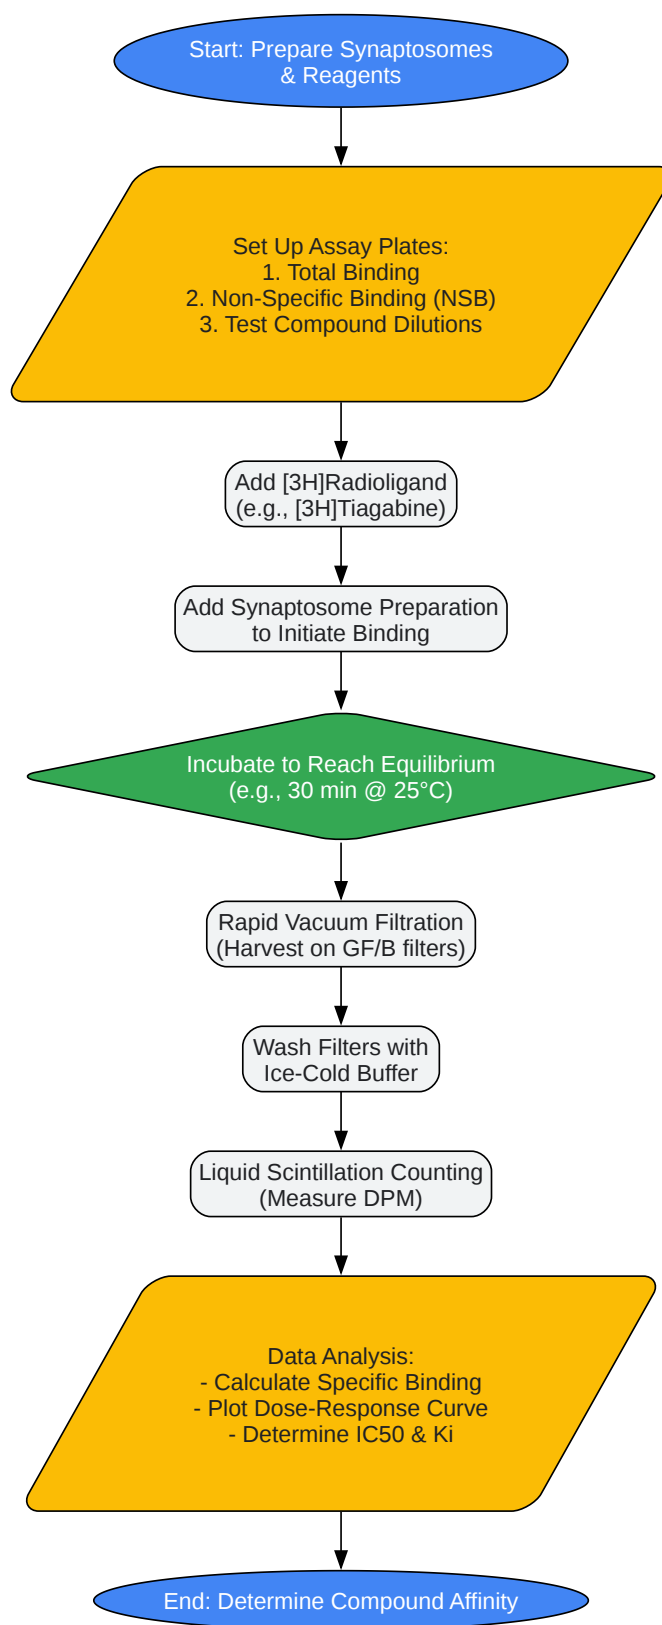 Start: Prepare Synaptosomes
& Reagents
Set Up Assay Plates:
1. Total Binding
2. Non-Specific Binding (NSB)
3. Test Compound Dilutions
Add [3H]Radioligand
(e.g., [3H]Tiagabine)
Add Synaptosome Preparation
to Initiate Binding
Incubate to Reach Equilibrium
(e.g., 30 min @ 25°C)
Rapid Vacuum Filtration
(Harvest on GF/B filters)
Wash Filters with
Ice-Cold Buffer
Liquid Scintillation Counting
(Measure DPM)
Data Analysis:
- Calculate Specific Binding
- Plot Dose-Response Curve
- Determine IC50 & Ki
End: Determine Compound Affinity